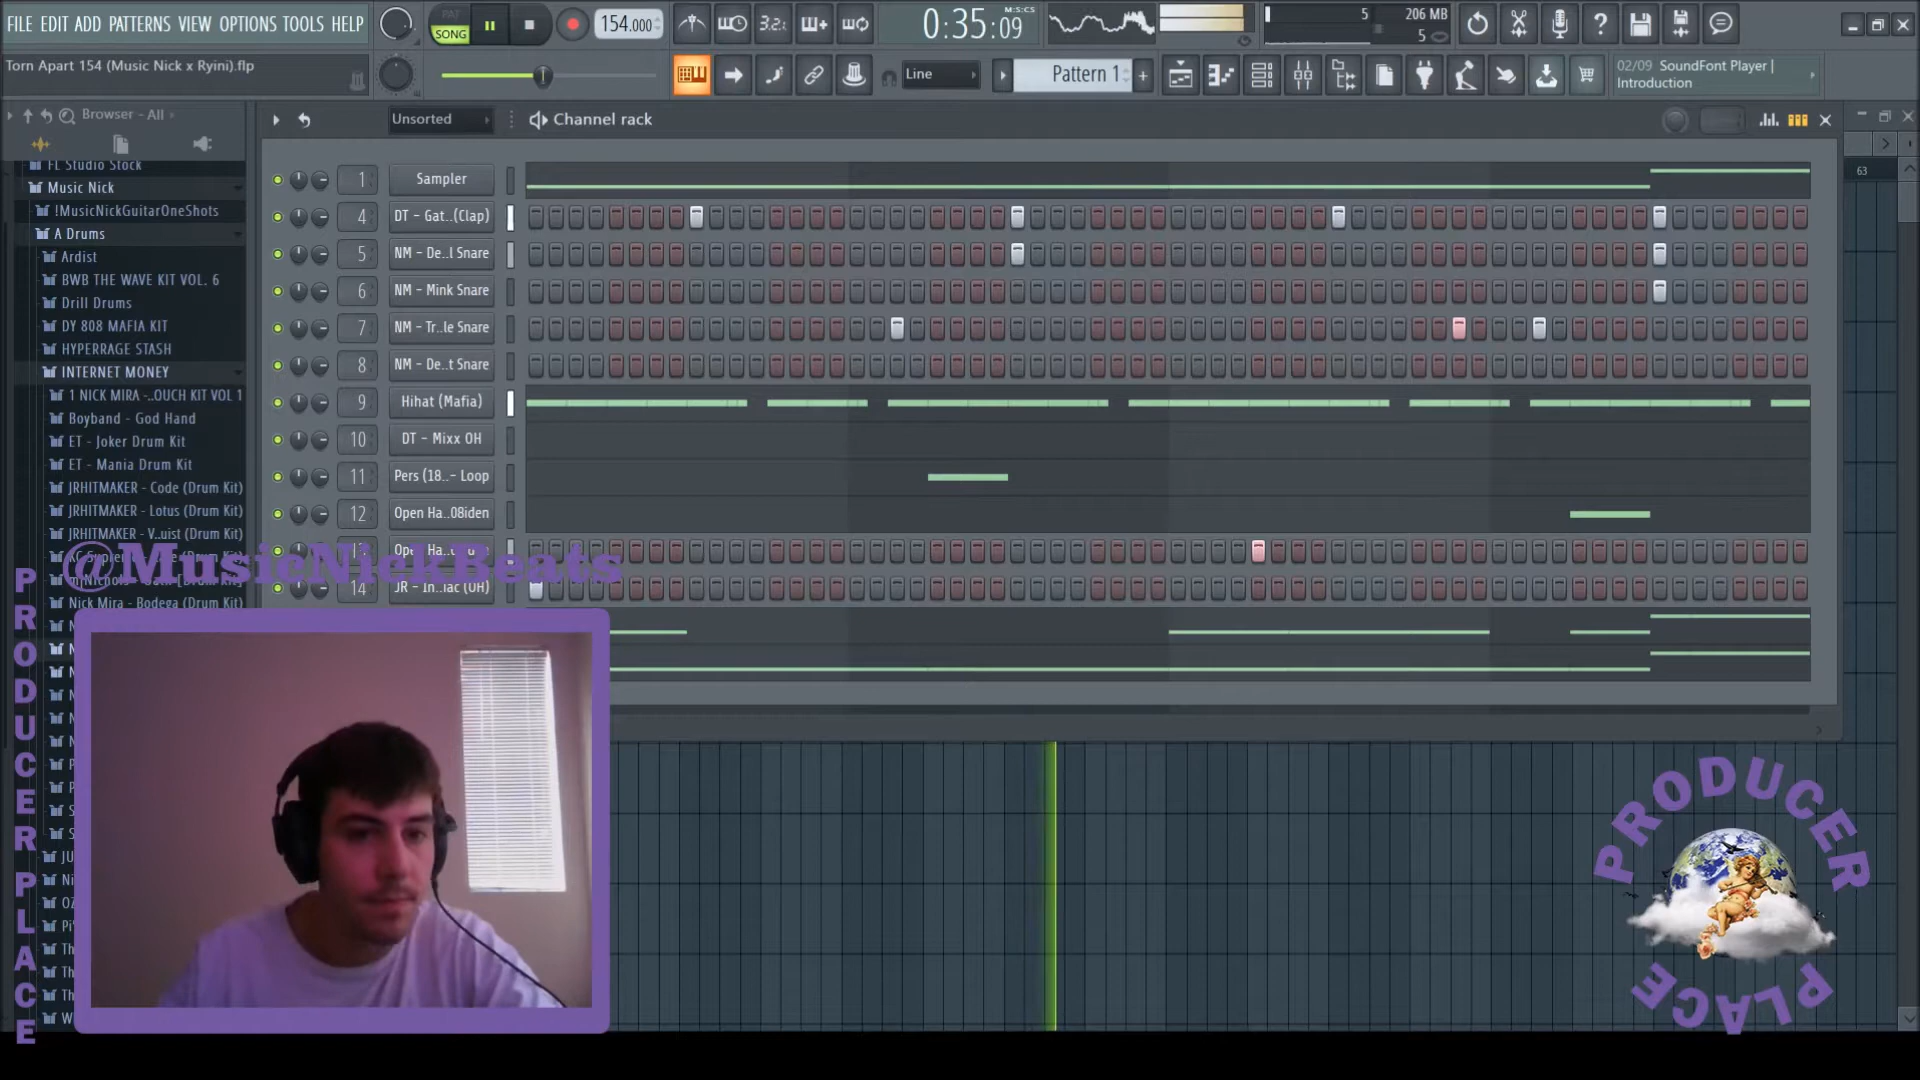 FILE EDIT ADD PATTERNS VIEW OPTIONS TOOLS HELP
PAT
SONG
154.000
3.2.
0:35:09
M:S:CS
5
206 MB
5
Torn Apart 154 (Music Nick x Ryini).flp
Line
Pattern 1
02/09 SoundFont Player |
Introduction
Browser - All
Unsorted
Channel rack
63
FL Studio Stock
Music Nick
!MusicNickGuitarOneShots
A Drums
Ardist
BWB THE WAVE KIT VOL. 6
Drill Drums
DY 808 MAFIA KIT
HYPERRAGE STASH
INTERNET MONEY
1 NICK MIRA -..OUCH KIT VOL 1
Boyband - God Hand
ET - Joker Drum Kit
ET - Mania Drum Kit
JRHITMAKER - Code (Drum Kit)
JRHITMAKER - Lotus (Drum Kit)
JRHITMAKER - V..uist (Drum Kit)
Nick Mira - Bodega (Drum Kit)
1 Sampler
4 DT - Gat..(Clap)
5 NM - De..l Snare
6 NM - Mink Snare
7 NM - Tr..le Snare
8 NM - De..t Snare
9 Hihat (Mafia)
10 DT - Mixx OH
11 Pers (18..- Loop
12 Open Ha..08iden
14 JR - In..iac (OH)
@MusicNickBeats
PRODUCER PLACE
PRODUCER
PLACE